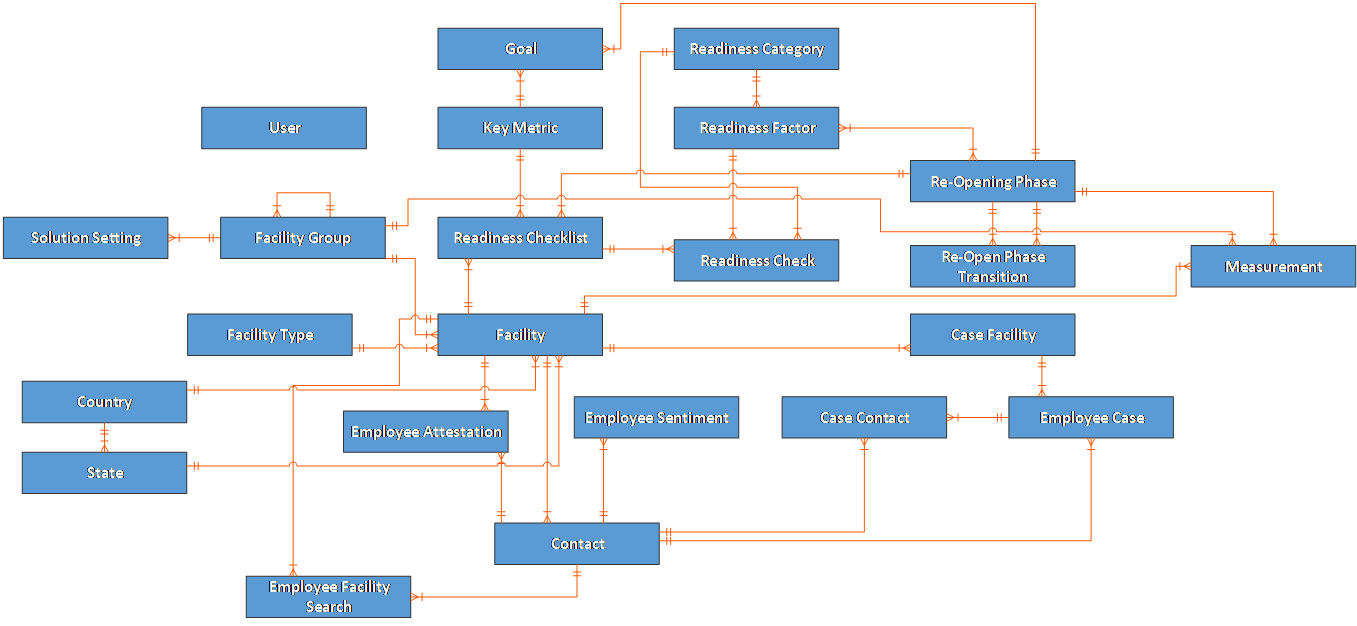 Goal
Readiness Category
User
Key Metric
Readiness Factor
Re-Opening Phase
Solution Setting
Facility Group
Readiness Checklist
Readiness Check
Re-Open Phase
Transition
Measurement
Facility Type
Facility
Case Facility
Country
Employee Attestation
Employee Sentiment
Case Contact
Employee Case
State
Contact
Employee Facility
Search